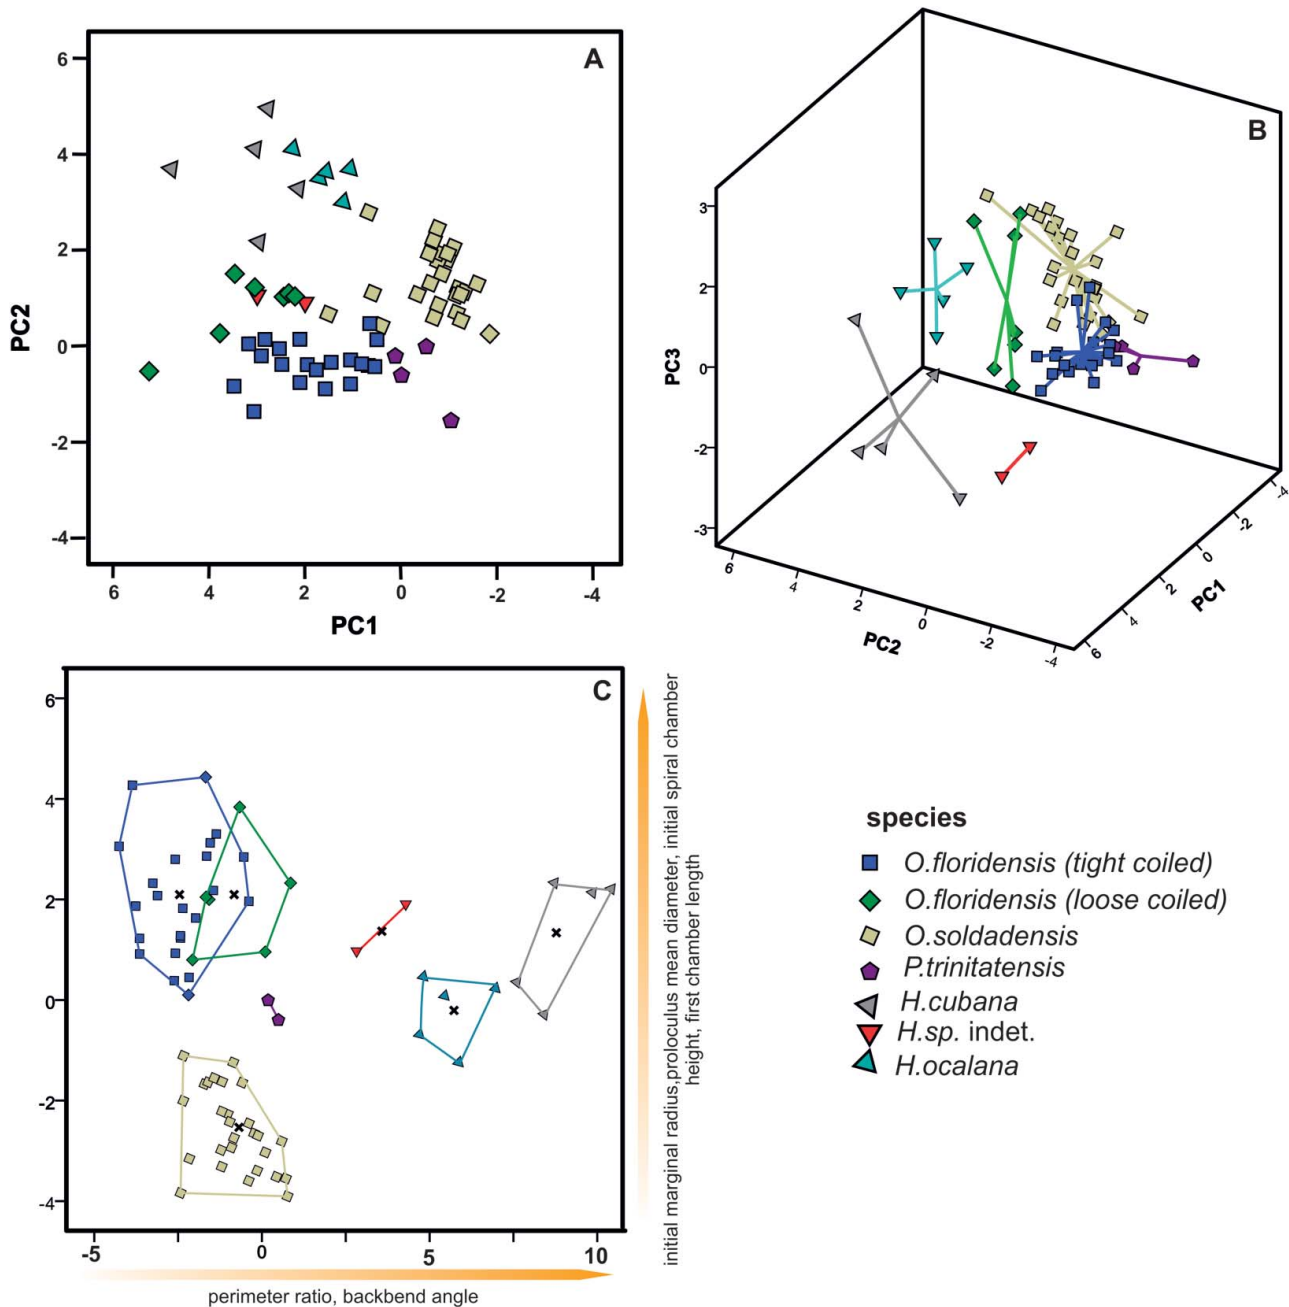 A
6
4
2
0
-2
-4
PC2
6
4
2
0
-2
-4
PC1
B
3
2
0
-2
-3
PC3
6
4
2
0
-2
-4
PC2
6
4
2
0
-2
-4
PC1
C
6
4
2
0
-2
-4
-5
0
5
10
perimeter ratio, backbend angle
initial marginal radius,proloculus mean diameter, initial spiral chamber
height, first chamber length
species
O.floridensis (tight coiled)
O.floridensis (loose coiled)
O.soldadensis
P.trinitatensis
H.cubana
H.sp. indet.
H.ocalana